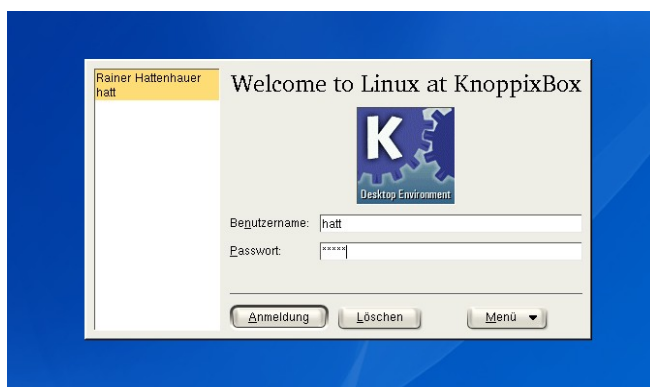 Rainer Hattenhauer
hatt
Welcome to Linux at KnoppixBox
K
Desktop Environment
Benutzername: hatt
Passwort: *****
Anmeldung Löschen Menü